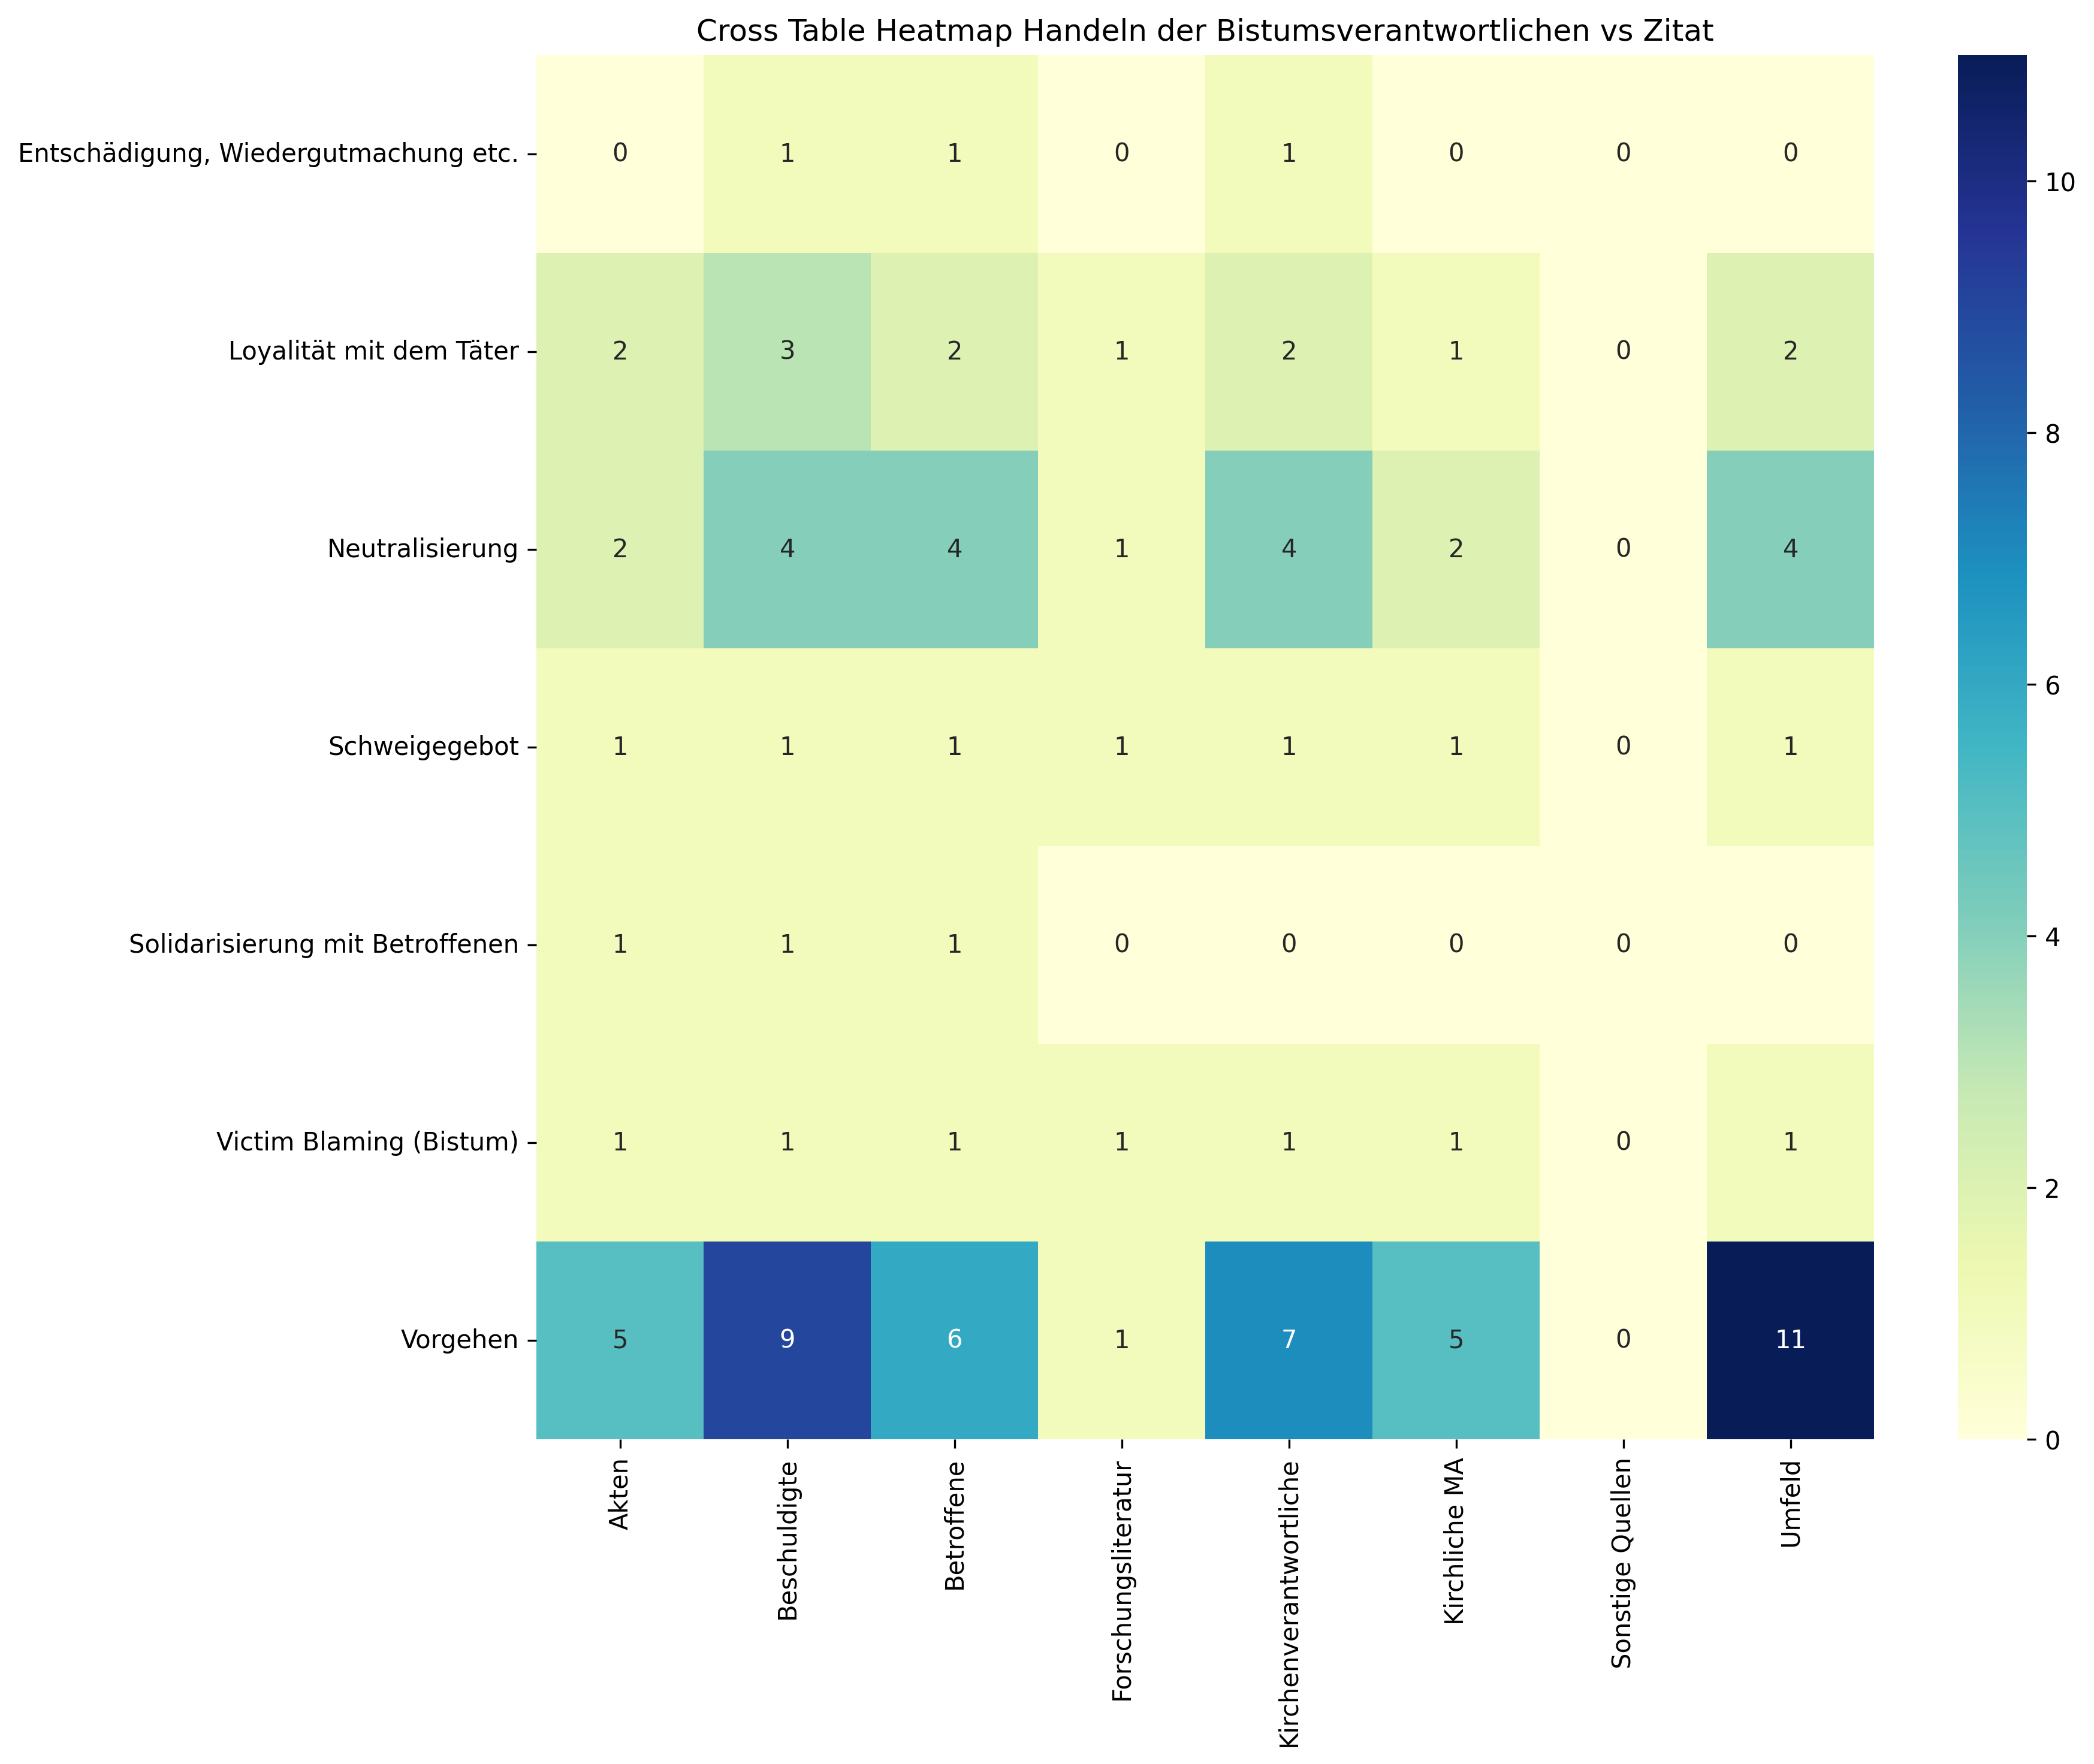 Cross Table Heatmap Handeln der Bistumsverantwortlichen vs Zitat
Entschädigung, Wiedergutmachung etc. 0 1 1 0 1 0 0 0
Loyalität mit dem Täter 2 3 2 1 2 1 0 2
Neutralisierung 2 4 4 1 4 2 0 4
Schweigegebot 1 1 1 1 1 1 0 1
Solidarisierung mit Betroffenen 1 1 1 0 0 0 0 0
Victim Blaming (Bistum) 1 1 1 1 1 1 0 1
Vorgehen 5 9 6 1 7 5 0 11
Akten
Beschuldigte
Betroffene
Forschungsliteratur
Kirchenverantwortliche
Kirchliche MA
Sonstige Quellen
Umfeld
10
8
6
4
2
0